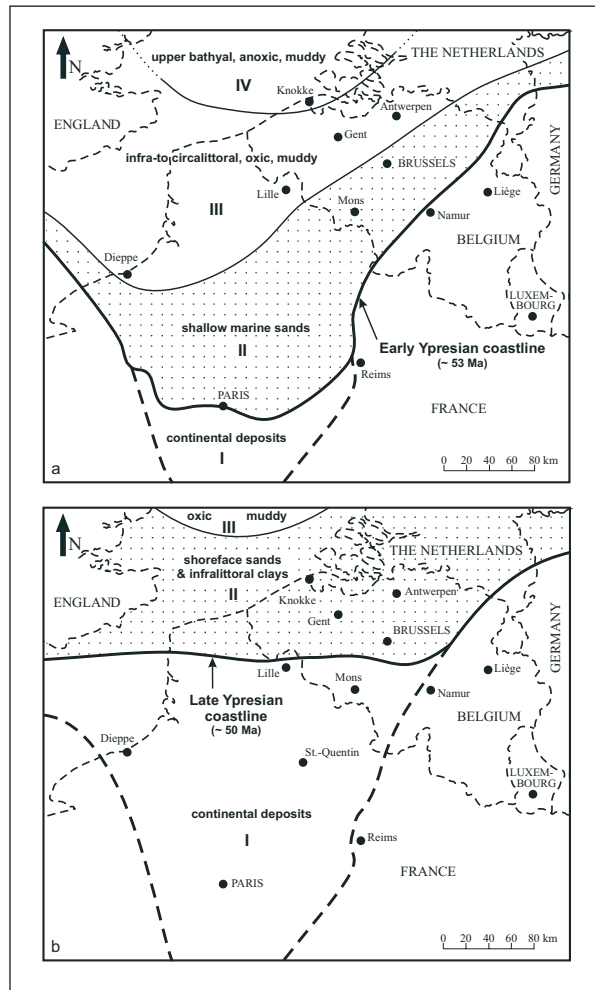 N
upper bathyal, anoxic, muddy
IV
THE NETHERLANDS
Knokke
Antwerpen
ENGLAND
Gent
infra-to circalittoral, oxic, muddy
BRUSSELS
GERMANY
Lille
III
Mons
Liège
Namur
BELGIUM
Dieppe
LUXEM-
BOURG
shallow marine sands
II
Early Ypresian
coastline
(~ 53 Ma)
Reims
PARIS
FRANCE
continental deposits
I
0 20 40 60 80 km
a
N
oxic muddy
III
shoreface sands
& infralittoral clays
II
THE NETHERLANDS
ENGLAND
Knokke
Antwerpen
Gent
BRUSSELS
GERMANY
Lille
Liège
Mons
Namur
Late Ypresian
coastline
(~ 50 Ma)
BELGIUM
Dieppe
St.-Quentin
LUXEM-
BOURG
continental deposits
I
Reims
FRANCE
PARIS
0 20 40 60 80 km
b